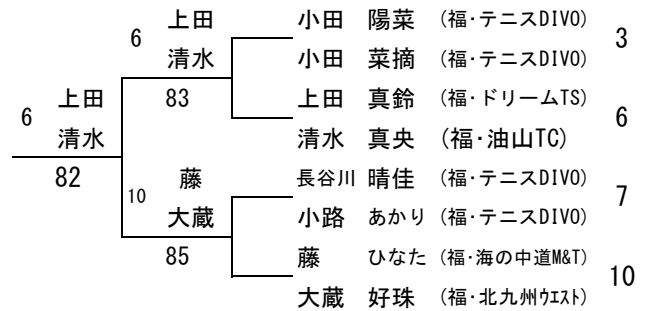 上田 小田 陽菜 (福・テニスDIVO)
6 3
清水 小田 菜摘 (福・テニスDIVO)
6 上田 83 上田 真鈴 (福・ドリームTS)
6
清水 清水 真央 (福・油山TC)
82 藤 長谷川 晴佳 (福・テニスDIVO)
10 7
大蔵 小路 あかり (福・テニスDIVO)
85 藤 ひなた (福・海の中道M&T)
10
大蔵 好珠 (福・北九州ウエスト)